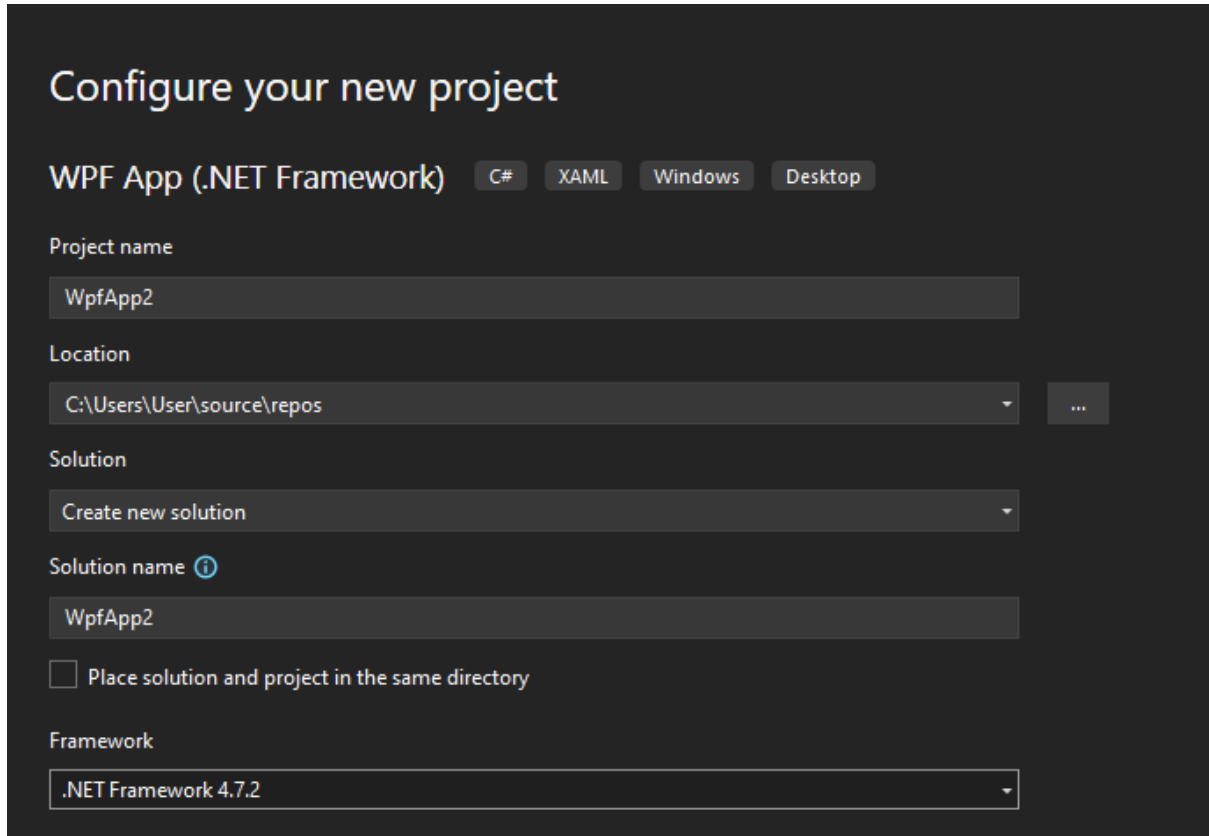 Configure your new project
WPF App (.NET Framework) C# XAML Windows Desktop
Project name
WpfApp2
Location
C:\Users\User\source\repos
...
Solution
Create new solution
Solution name
WpfApp2
Place solution and project in the same directory
Framework
.NET Framework 4.7.2